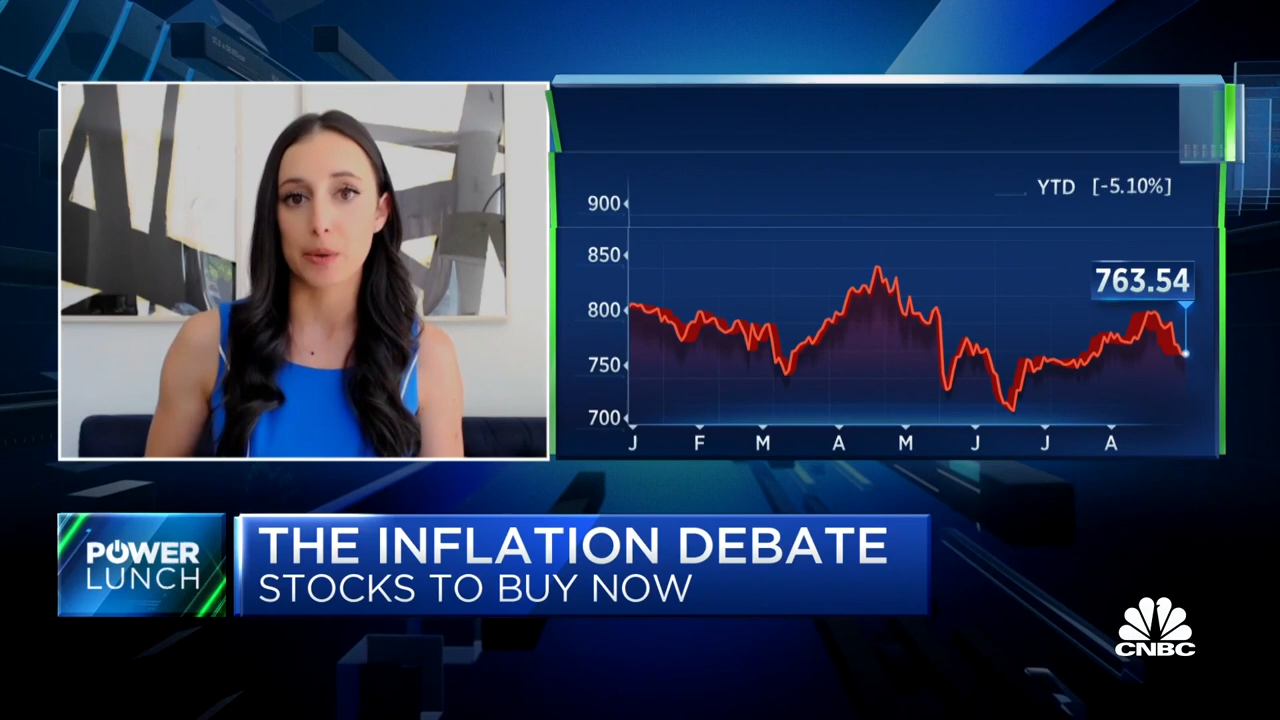 YTD [-5.10%]
900
850
800
750
700
763.54
J F M A M J J A
POWER
LUNCH
THE INFLATION DEBATE
STOCKS TO BUY NOW
CNBC